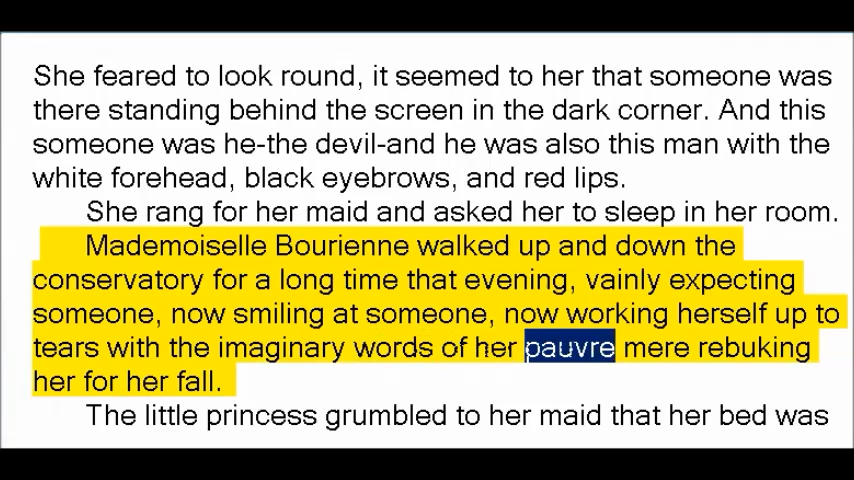 She feared to look round, it seemed to her that someone was
there standing behind the screen in the dark corner. And this
someone was he-the devil-and he was also this man with the
white forehead, black eyebrows, and red lips.
She rang for her maid and asked her to sleep in her room.
Mademoiselle Bourienne walked up and down the
conservatory for a long time that evening, vainly expecting
someone, now smiling at someone, now working herself up to
tears with the imaginary words of her pauvre mere rebuking
her for her fall.
The little princess grumbled to her maid that her bed was